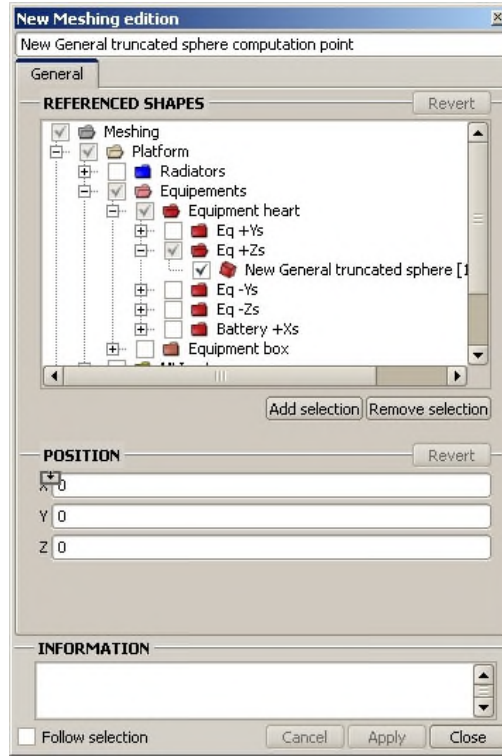 New Meshing edition
New General truncated sphere computation point
General
REFERENCED SHAPES Revert
Meshing
Platform
Radiators
Equipements
Equipment heart
Eq +Ys
Eq +Zs
New General truncated sphere [1
Eq -Ys
Eq -Zs
Battery +Xs
Equipment box
Add selection Remove selection
POSITION Revert
X 0
Y 0
Z 0
INFORMATION
Follow selection Cancel Apply Close